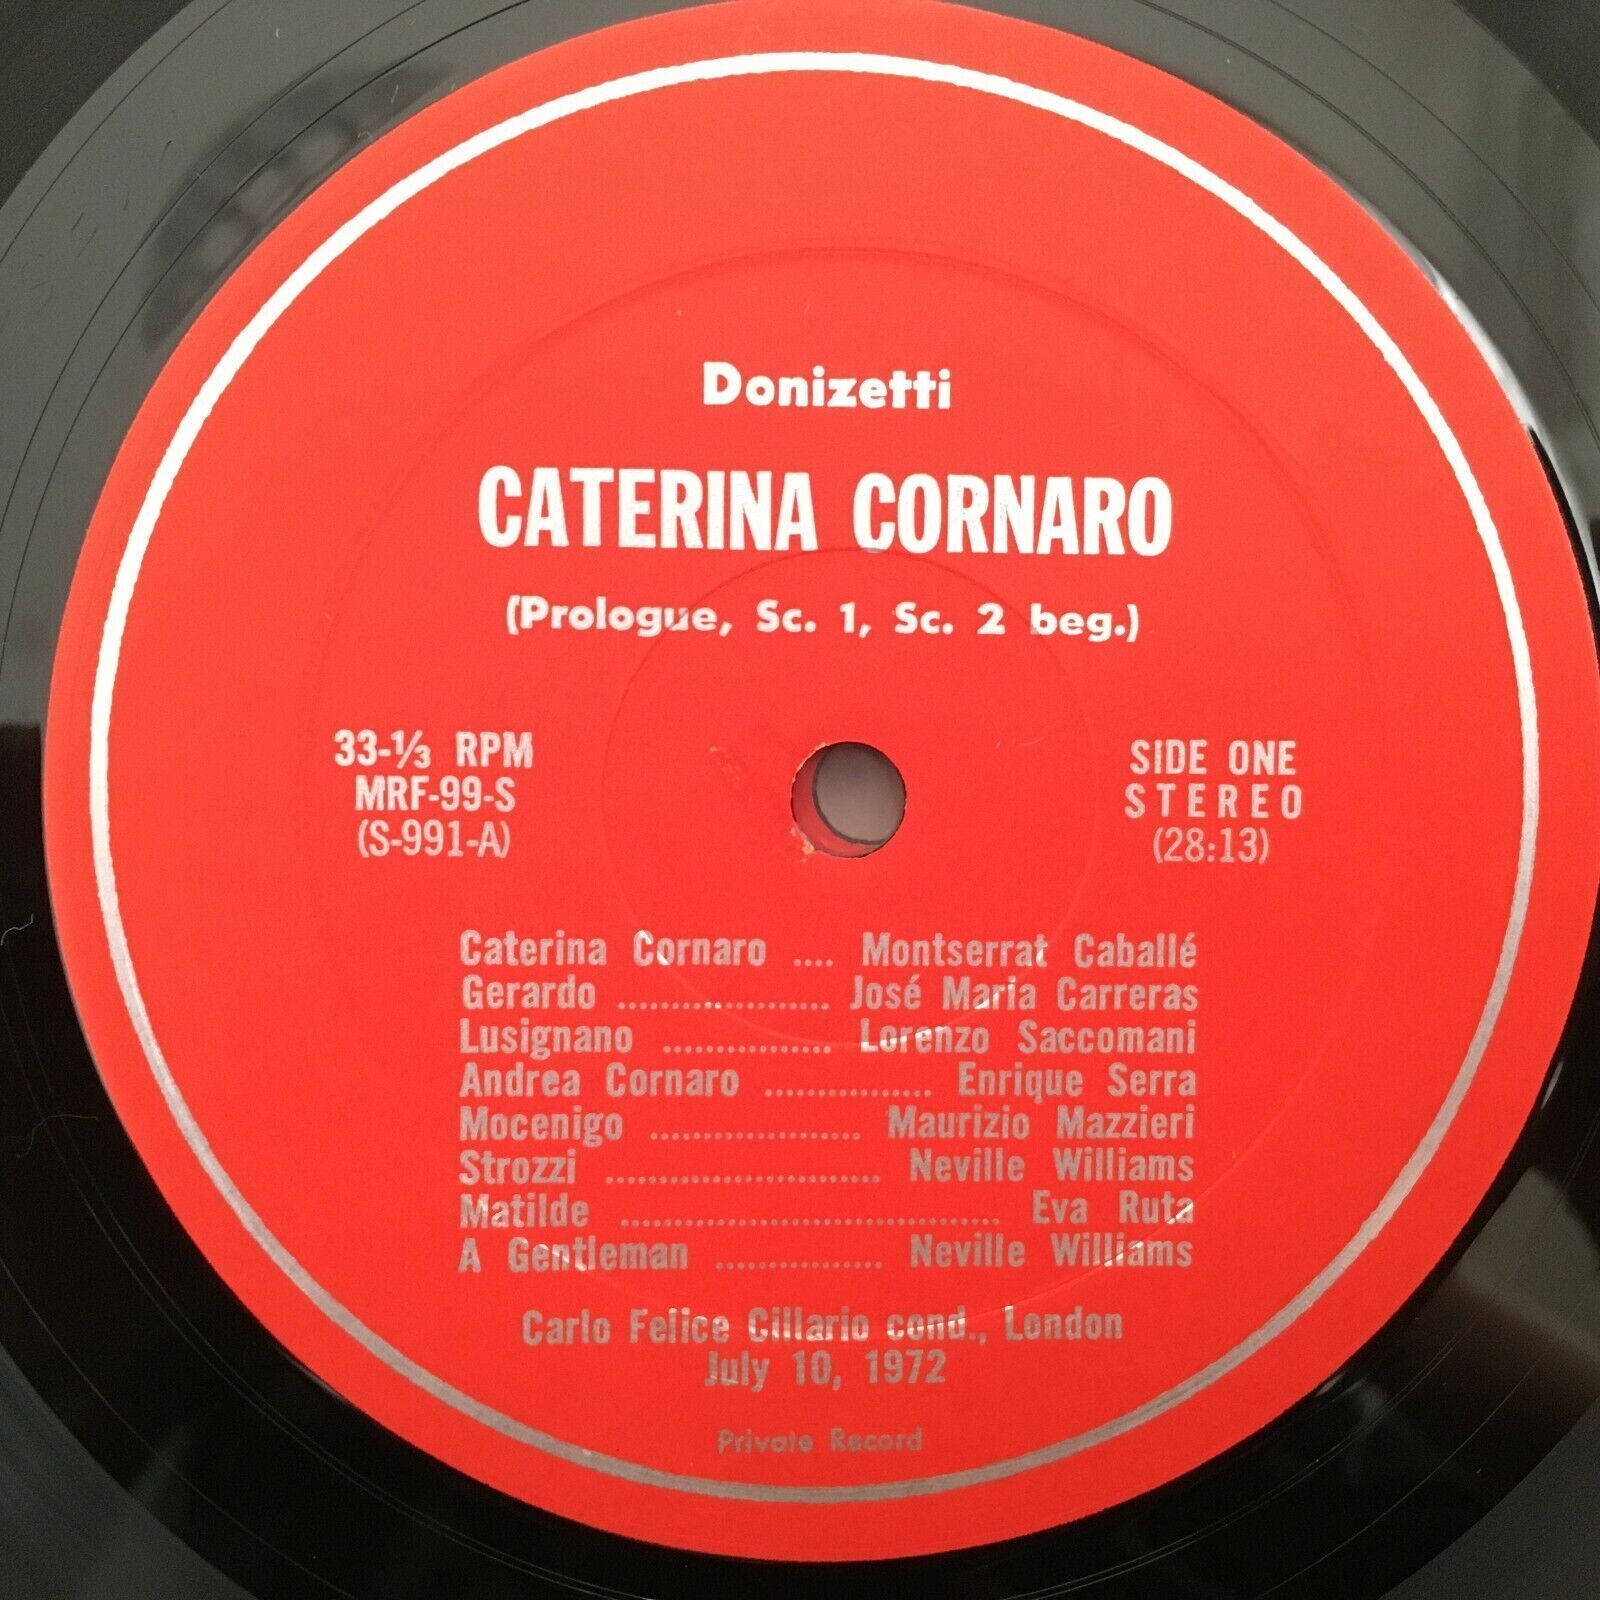 Donizetti
CATERINA CORNARO
(Prologue, Sc. 1, Sc. 2 beg.)
33-⅓ RPM
MRF-99-S
(S-991-A)
SIDE ONE
STEREO
(28:13)
Caterina Cornaro .... Montserrat Caballé
Gerardo .................... José Maria Carreras
Lusignano ................ Lorenzo Saccomani
Andrea Cornaro ................ Enrique Serra
Mocenigo .................... Maurizio Mazzieri
Strozzi .......................... Neville Williams
Matilde .................................... Eva Ruta
A Gentleman ................ Neville Williams
Carlo Felice Cillario cond., London
July 10, 1972
Private Record